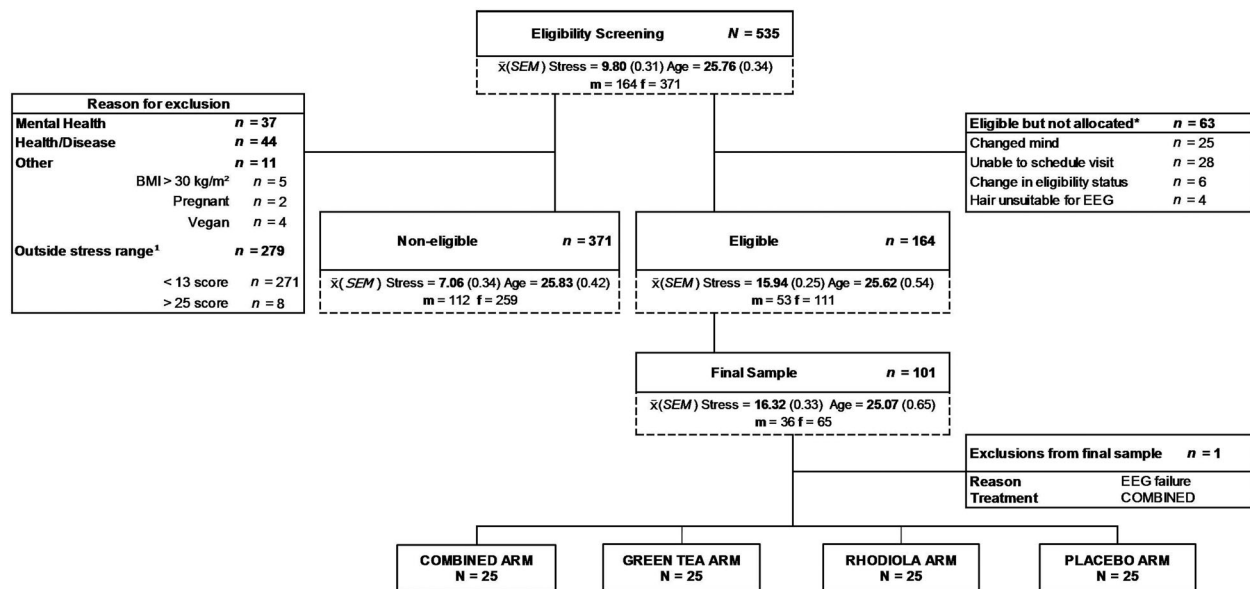 Eligibility Screening N = 535
x̄(SEM) Stress = 9.80 (0.31) Age = 25.76 (0.34)
m = 164 f = 371
Reason for exclusion
Mental Health n = 37
Health/Disease n = 44
Other n = 11
BMI > 30 kg/m² n = 5
Pregnant n = 2
Vegan n = 4
Outside stress range¹ n = 279
< 13 score n = 271
> 25 score n = 8
Eligible but not allocated* n = 63
Changed mind n = 25
Unable to schedule visit n = 28
Change in eligibility status n = 6
Hair unsuitable for EEG n = 4
Non-eligible n = 371
x̄(SEM) Stress = 7.06 (0.34) Age = 25.83 (0.42)
m = 112 f = 259
Eligible n = 164
x̄(SEM) Stress = 15.94 (0.25) Age = 25.62 (0.54)
m = 53 f = 111
Final Sample n = 101
x̄(SEM) Stress = 16.32 (0.33) Age = 25.07 (0.65)
m = 36 f = 65
Exclusions from final sample n = 1
Reason EEG failure
Treatment COMBINED
COMBINED ARM
N = 25
GREEN TEA ARM
N = 25
RHODIOLA ARM
N = 25
PLACEBO ARM
N = 25